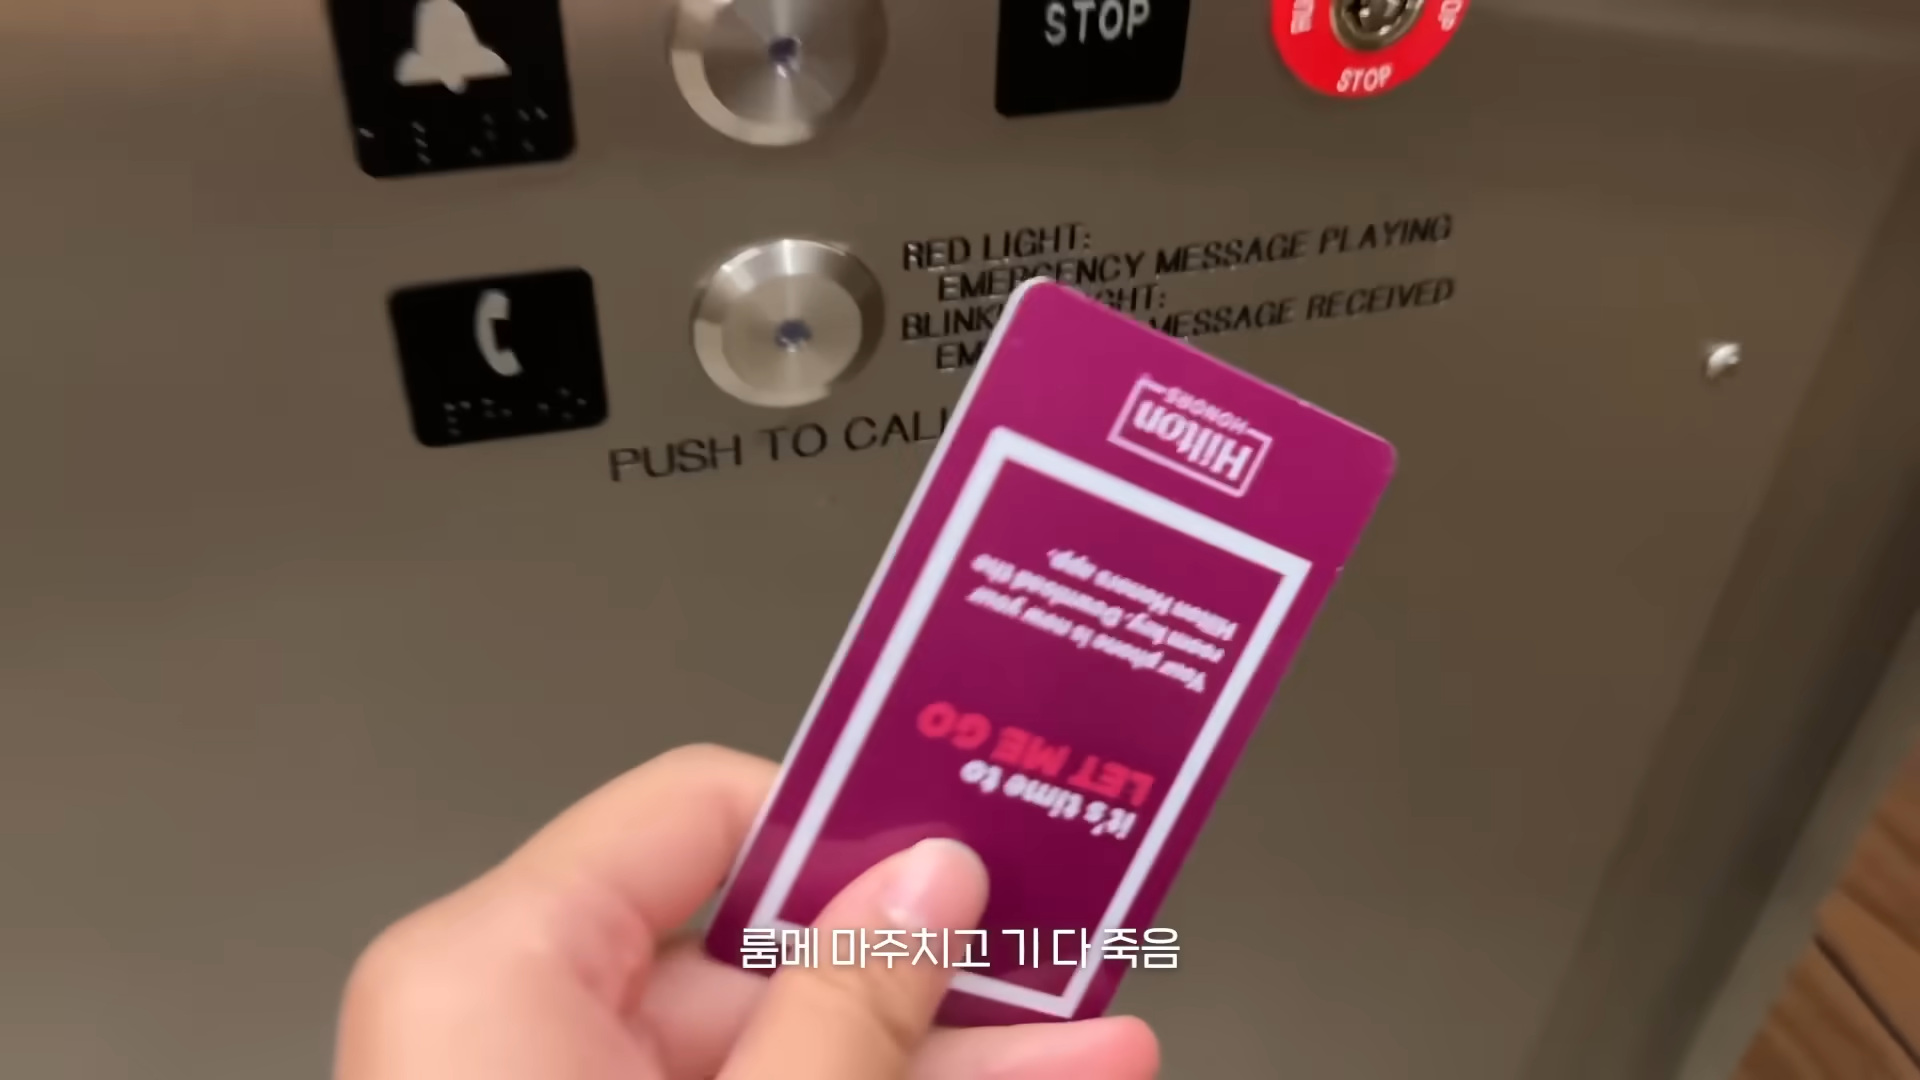 STOP
STOP
RED LIGHT:
EMERGENCY MESSAGE PLAYING
MESSAGE RECEIVED
PUSH TO CALL
Hilton
HONORS
Your phone is now your
room key. Download the
Hilton Honors app.
it's time to
LET ME GO
룸메 마주치고 기 다 죽음